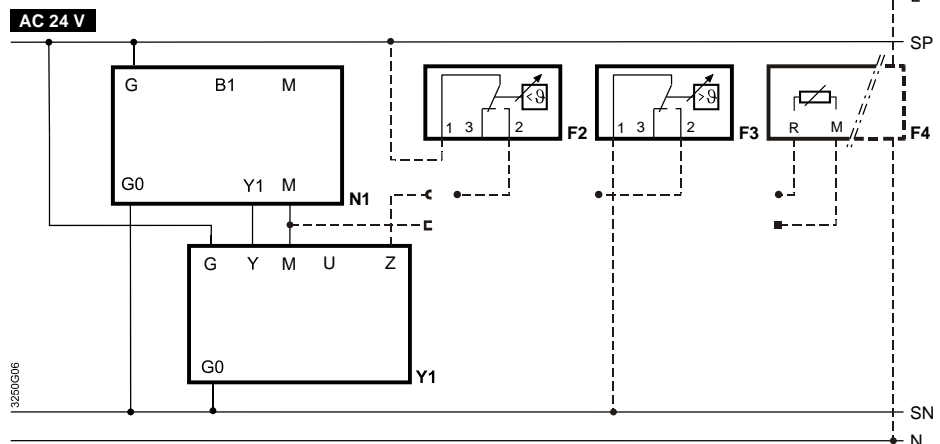 AC 24 V
SP
G B1 M
G0 Y1 M
N1
<ϑ
1 3 2
F2
>ϑ
1 3 2
F3
R M
F4
G Y M U Z
G0
Y1
3250G06
SN
N